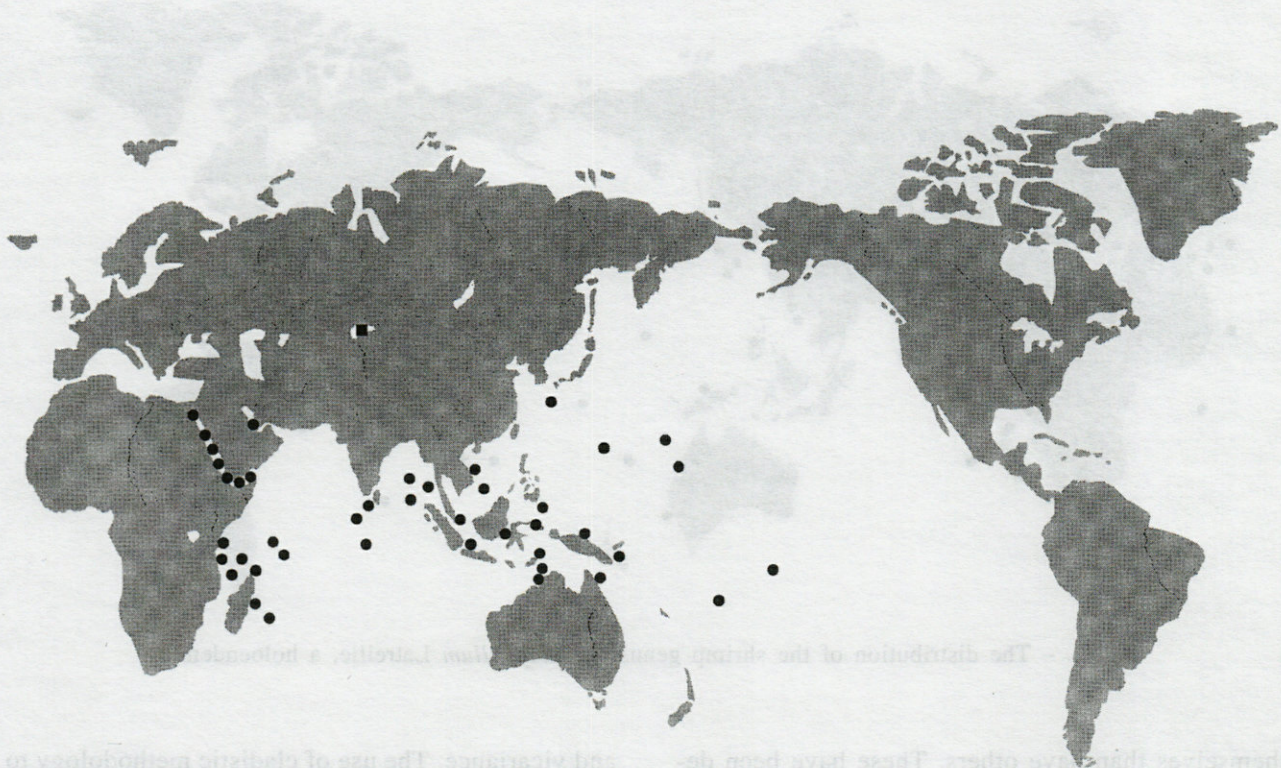 - The distribution of the shrimp genus Latreille, a
themselves than have others. These have been de-
and vicariance. The use of cladistic methodology to